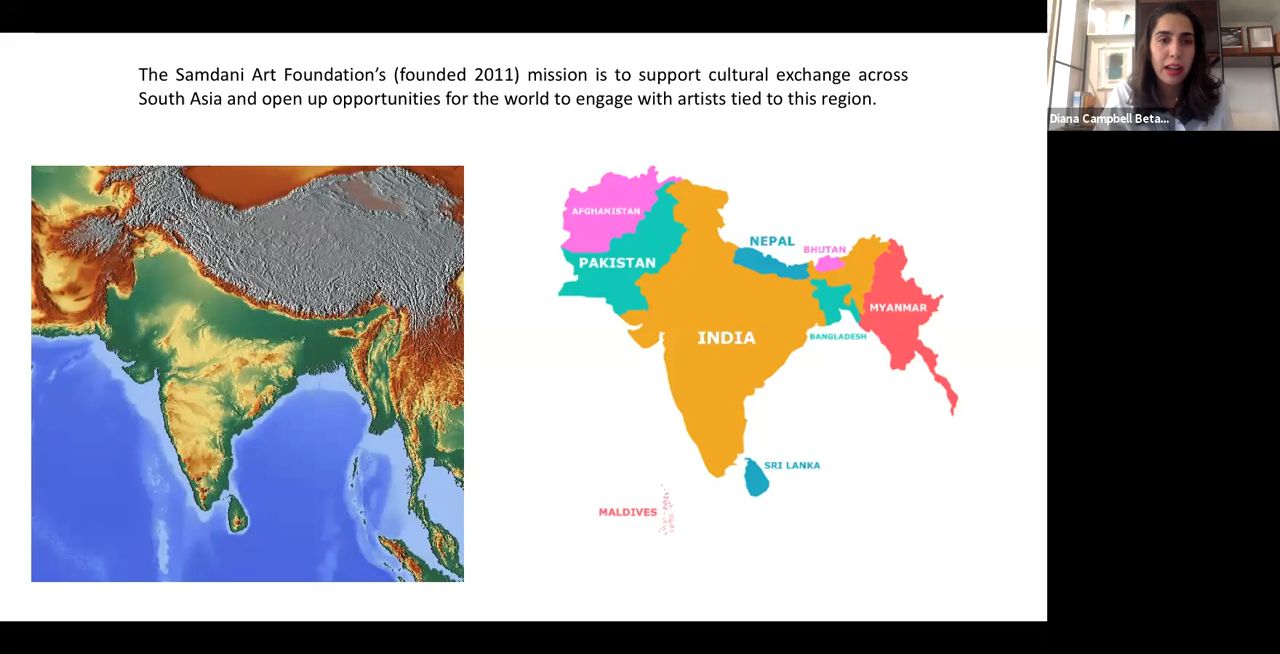 The Samdani Art Foundation’s (founded 2011) mission is to support cultural exchange across
South Asia and open up opportunities for the world to engage with artists tied to this region.
Diana Campbell Beta...
AFGHANISTAN
PAKISTAN
NEPAL
BHUTAN
INDIA
BANGLADESH
MYANMAR
SRI LANKA
MALDIVES